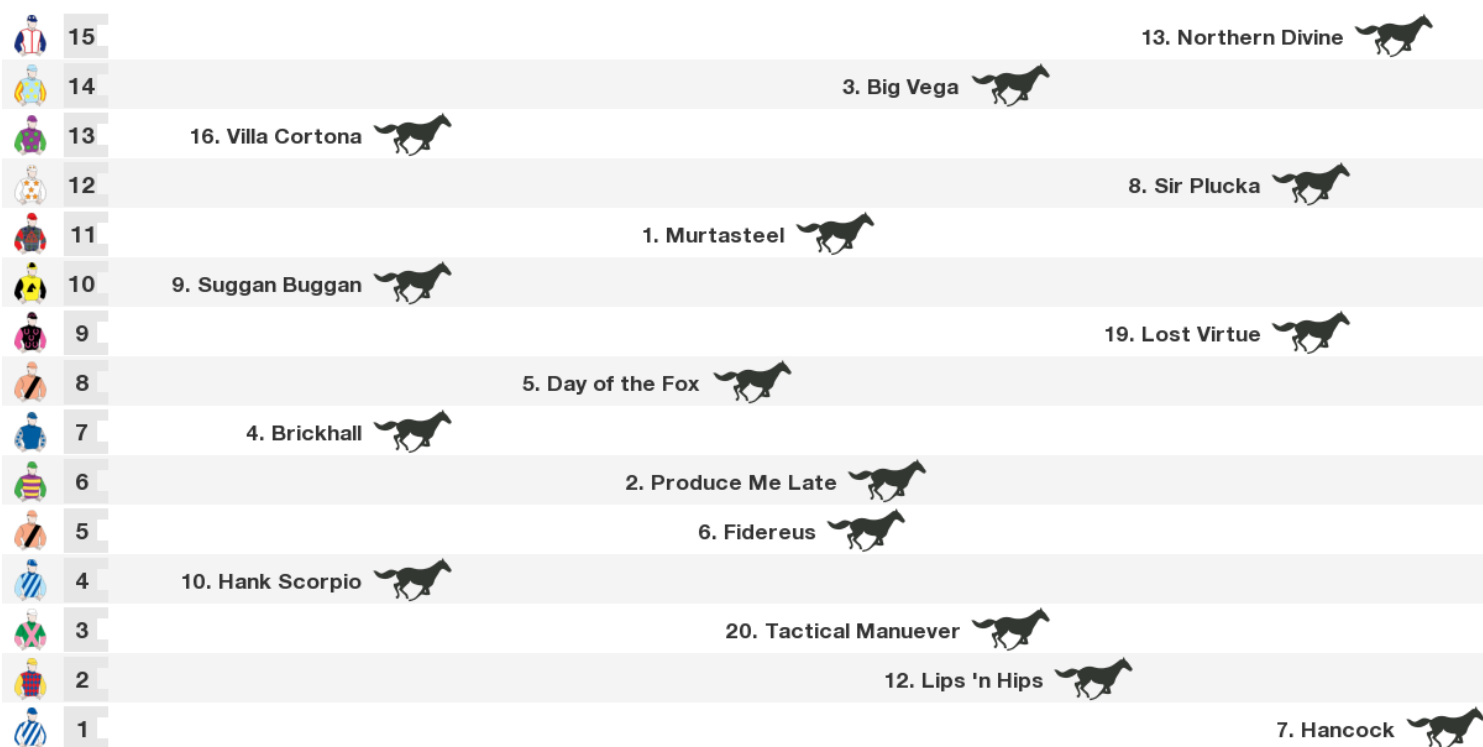 15 13. Northern Divine
14 3. Big Vega
13 16. Villa Cortona
12 8. Sir Plucka
11 1. Murtasteel
10 9. Suggan Buggan
9 19. Lost Virtue
8 5. Day of the Fox
7 4. Brickhall
6 2. Produce Me Late
5 6. Fidereus
4 10. Hank Scorpio
3 20. Tactical Manuever
2 12. Lips 'n Hips
1 7. Hancock